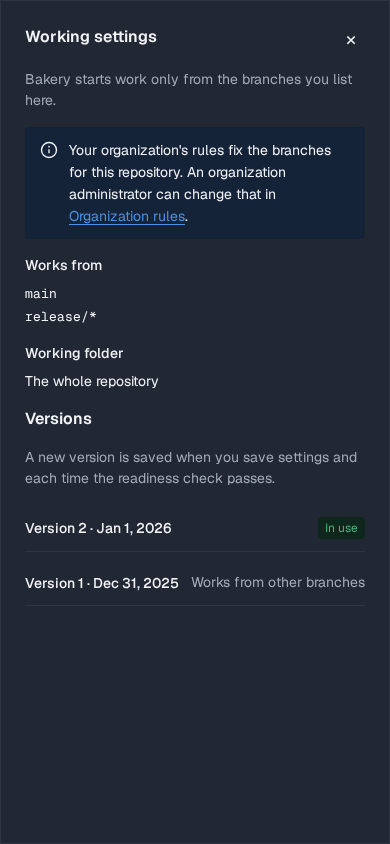 Working settings
Bakery starts work only from the branches you list
here.
Your organization's rules fix the branches
for this repository. An organization
administrator can change that in
Organization rules.
Works from
main
release/*
Working folder
The whole repository
Versions
A new version is saved when you save settings and
each time the readiness check passes.
Version 2 · Jan 1, 2026 In use
Version 1 · Dec 31, 2025 Works from other branches